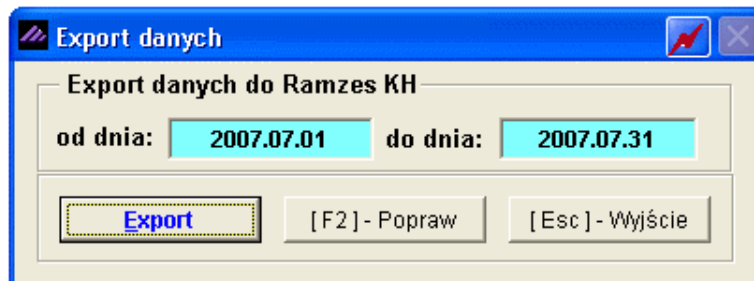 Export danych
Export danych do Ramzes KH
od dnia: 2007.07.01 do dnia: 2007.07.31
Export [F2]- Popraw [Esc]- Wyjście